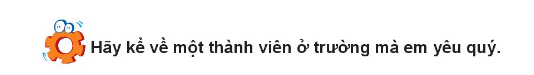 Hãy kể về một thành viên ở trường mà em yêu quý.